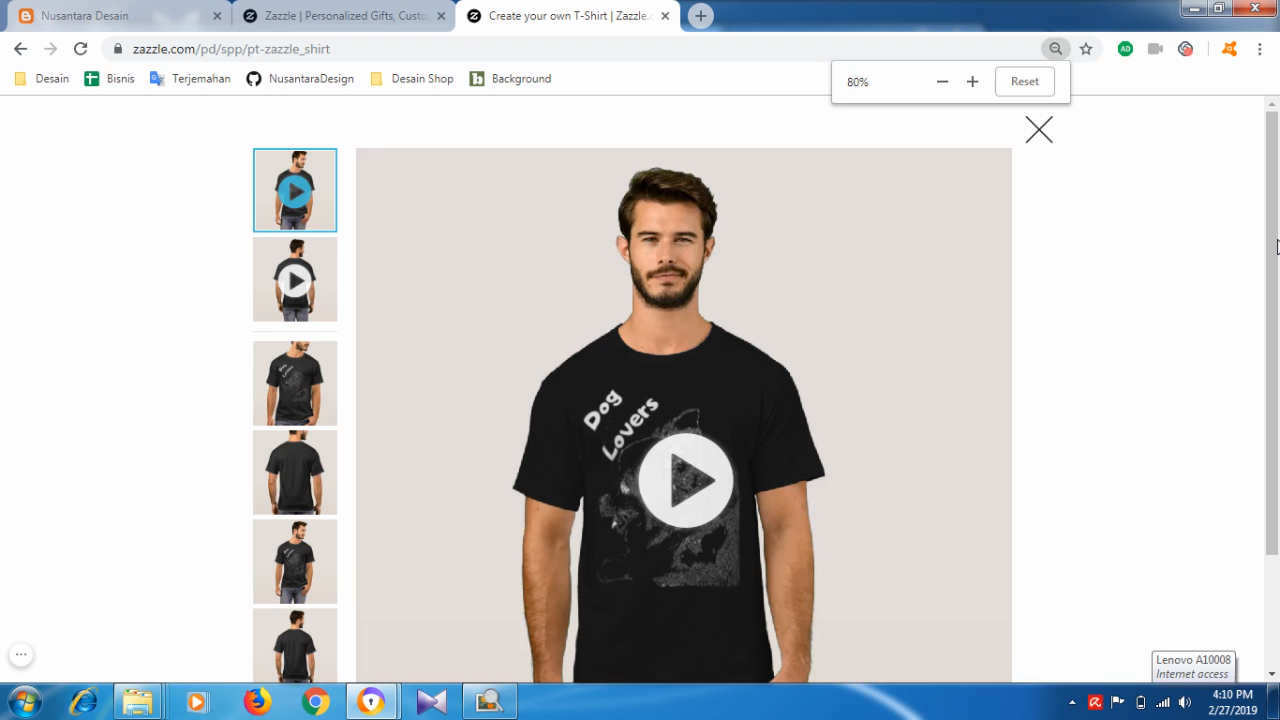 Nusantara Desain
Zazzle | Personalized Gifts, Custo
Create your own T-Shirt | Zazzle.c
zazzle.com/pd/spp/pt-zazzle_shirt
AD
Desain
Bisnis
Terjemahan
NusantaraDesign
Desain Shop
Background
80%
Reset
Dog
Lovers
Lenovo A10008
Internet access
4:10 PM
2/27/2019